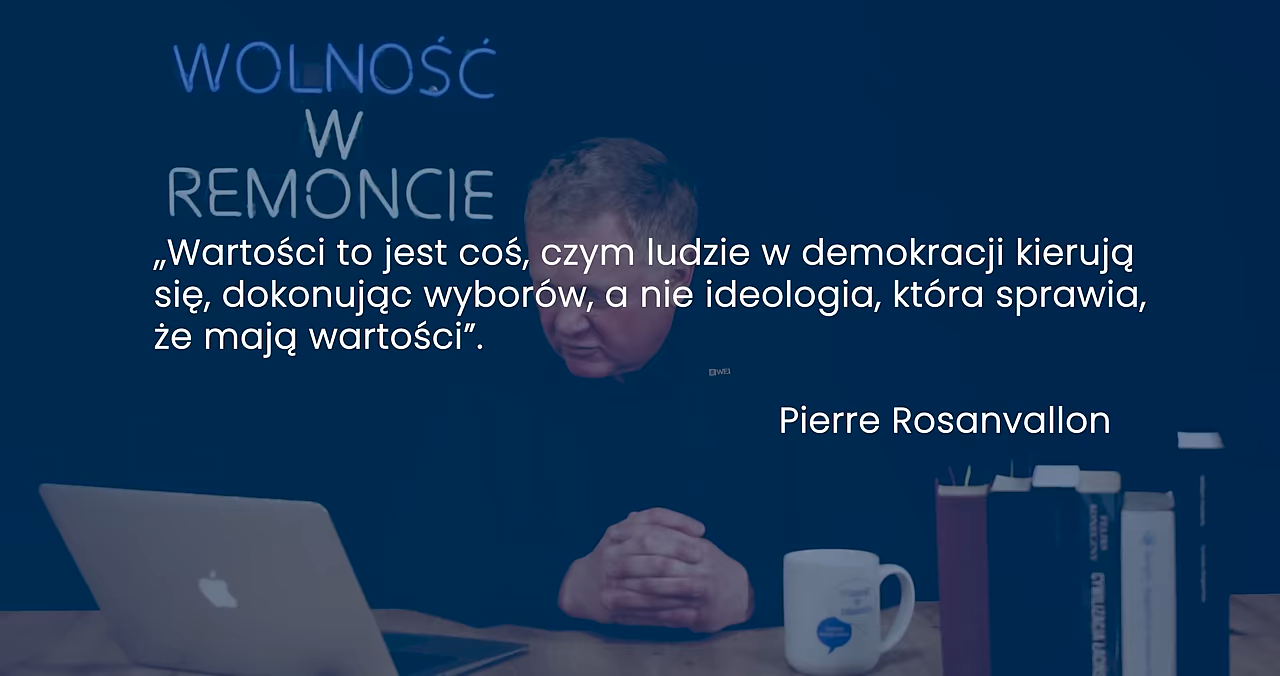 WOLNOŚĆ
W
REMONCIE
„Wartości to jest coś, czym ludzie w demokracji kierują
się, dokonując wyborów, a nie ideologia, która sprawia,
że mają wartości”.
WEI
Pierre Rosanvallon